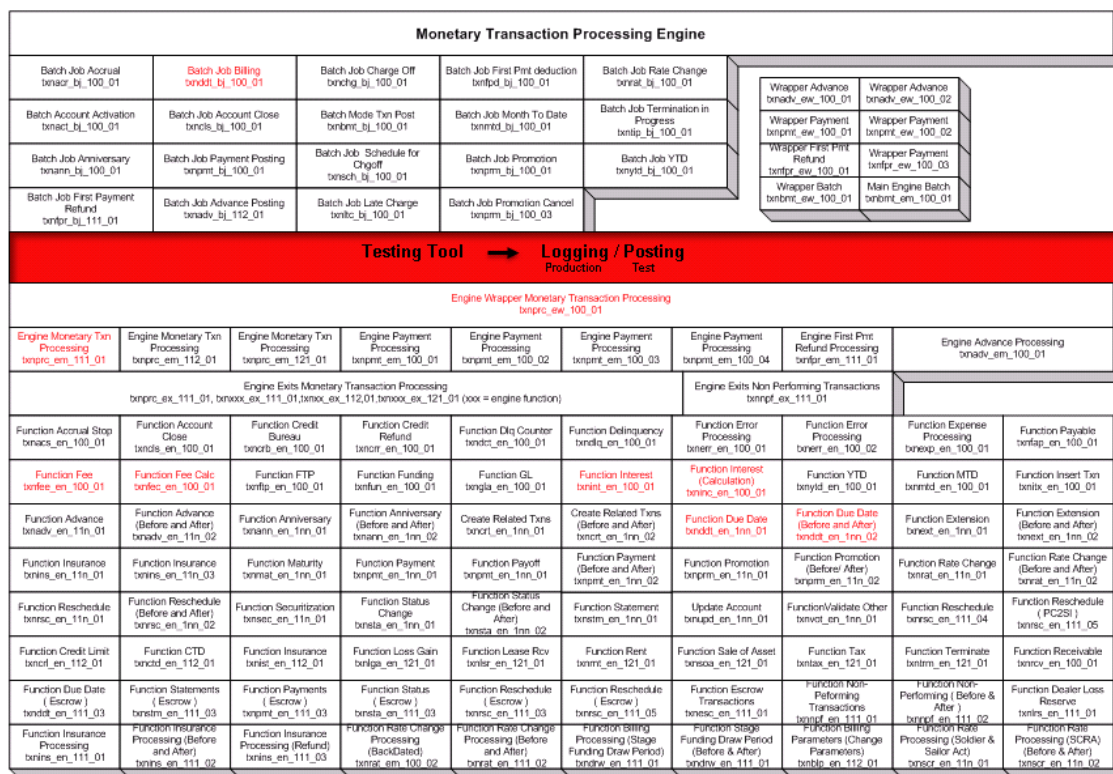 Monetary Transaction Processing Engine
Batch Job Accrual
txnacr_bj_100_01
Batch Job Billing
txnddt_bj_100_01
Batch Job Charge Off
txnchg_bj_100_01
Batch Job First Pmt deduction
txnfpd_bj_100_01
Batch Job Rate Change
txnrat_bj_100_01
Batch Account Activation
txnact_bj_100_01
Batch Job Account Close
txncls_bj_100_01
Batch Mode Txn Post
txnbmt_bj_100_01
Batch Job Month To Date
txnmtd_bj_100_01
Batch Job Termination in
Progress
txntip_bj_100_01
Batch Job Anniversary
txnann_bj_100_01
Batch Job Payment Posting
txnpmt_bj_100_01
Batch Job Schedule for
Chgoff
txnsch_bj_100_01
Batch Job Promotion
txnprm_bj_100_01
Batch Job YTD
txnytd_bj_100_01
Batch Job First Payment
Refund
txnfpr_bj_111_01
Batch Job Advance Posting
txnadv_bj_112_01
Batch Job Late Charge
txnltc_bj_100_01
Batch Job Promotion Cancel
txnprm_bj_100_03
Wrapper Advance
txnadv_ew_100_01
Wrapper Advance
txnadv_ew_100_02
Wrapper Payment
txnpmt_ew_100_01
Wrapper Payment
txnpmt_ew_100_02
Wrapper First Pmt
Refund
txnfpr_ew_100_01
Wrapper Payment
txnfpr_ew_100_03
Wrapper Batch
txnbmt_ew_100_01
Main Engine Batch
txnbmt_em_100_01
Testing Tool → Logging / Posting
Production Test
Engine Wrapper Monetary Transaction Processing
txnprc_ew_100_01
Engine Monetary Txn
Processing
txnprc_em_111_01
Engine Monetary Txn
Processing
txnprc_em_112_01
Engine Monetary Txn
Processing
txnprc_em_121_01
Engine Payment
Processing
txnpmt_em_100_01
Engine Payment
Processing
txnpmt_em_100_02
Engine Payment
Processing
txnpmt_em_100_03
Engine Payment
Processing
txnpmt_em_100_04
Engine First Pmt
Refund Processing
txnfpr_em_111_01
Engine Advance Processing
txnadv_em_100_01
Engine Exits Monetary Transaction Processing
txnprc_ex_111_01, txnxxx_ex_111_01,txnxx_ex_112,01,txnxxx_ex_121_01 (xxx = engine function)
Engine Exits Non Performing Transactions
txnnpf_ex_111_01
Function Accrual Stop
txnacs_en_100_01
Function Account
Close
txncls_en_100_01
Function Credit
Bureau
txncrb_en_100_01
Function Credit
Refund
txncrr_en_100_01
Function Dlq Counter
txndct_en_100_01
Function Delinquency
txndlq_en_100_01
Function Error
Processing
txnerr_en_100_01
Function Error
Processing
txnerr_en_100_02
Function Expense
Processing
txnexp_en_100_01
Function Payable
txnfap_en_100_01
Function Fee
txnfee_en_100_01
Function Fee Calc
txnfec_en_100_01
Function FTP
txnftp_en_100_01
Function Funding
txnfun_en_100_01
Function GL
txngla_en_100_01
Function Interest
txnint_en_100_01
Function Interest
(Calculation)
txninc_en_100_01
Function YTD
txnyld_en_100_01
Function MTD
txnmtd_en_100_01
Function Insert Txn
txnitx_en_100_01
Function Advance
txnadv_en_11n_01
Function Advance
(Before and After)
txnadv_en_11n_02
Function Anniversary
txnann_en_1nn_01
Function Anniversary
(Before and After)
txnann_en_1nn_02
Create Related Txns
txncrt_en_1nn_01
Create Related Txns
(Before and After)
txncrt_en_1nn_02
Function Due Date
txnddt_en_1nn_01
Function Due Date
(Before and After)
txnddt_en_1nn_02
Function Extension
txnext_en_1nn_01
Function Extension
(Before and After)
txnext_en_1nn_02
Function Insurance
txnins_en_11n_01
Function Insurance
txnins_en_11n_03
Function Maturity
txnmat_en_1nn_01
Function Payment
txnpmt_en_1nn_01
Function Payoff
txnpmt_en_1nn_01
Function Payment
(Before and After)
txnpmt_en_1nn_02
Function Promotion
txnprm_en_11n_01
Function Promotion
(Before/ After)
txnprm_en_11n_02
Function Rate Change
txnrat_en_11n_01
Function Rate Change
(Before and After)
txnrat_en_11n_02
Function Reschedule
txnrsc_en_11n_01
Function Reschedule
(Before and After)
txnrsc_en_1nn_02
Function Securitization
txnsec_en_11n_01
Function Status
Change
txnsta_en_1nn_01
Function Status
Change (Before and
After)
txnsta_en_1nn_02
Function Statement
txnstm_en_1nn_01
Update Account
txnupd_en_1nn_01
FunctionValidate Other
txnvot_en_1nn_01
Function Reschedule
txnrsc_en_111_04
Function Reschedule
( PC2SI )
txnrsc_en_111_05
Function Credit Limit
txncrl_en_112_01
Function CTD
txnctd_en_112_01
Function Insurance
txnist_en_112_01
Function Loss Gain
txnlga_en_121_01
Function Lease Rcv
txnlsr_en_121_01
Function Rent
txnrnt_en_121_01
Function Sale of Asset
txnsoa_en_121_01
Function Tax
txntax_en_121_01
Function Terminate
txntrm_en_121_01
Function Receivable
txnrcv_en_100_01
Function Due Date
( Escrow )
txnddt_en_111_03
Function Statements
( Escrow )
txnstm_en_111_03
Function Payments
( Escrow )
txnpmt_en_111_03
Function Status
( Escrow )
txnsta_en_111_03
Function Reschedule
( Escrow )
txnrsc_en_111_03
Function Reschedule
( Escrow )
txnrsc_en_111_05
Function Escrow
Transactions
txnesc_en_111_01
Function Non-
Peforming
Transactions
txnnpf_en_111_01
Function Non-
Performing ( Before &
After )
txnnpf_en_111_02
Function Dealer Loss
Reserve
txnlrs_en_111_01
Function Insurance
Processing
txnins_en_111_01
Function Insurance
Processing (Before
and After)
txnins_en_111_02
Function Insurance
Processing (Refund)
txnins_en_111_03
Function Rate Change
Processing
(BackDated)
txnrat_em_100_02
Function Rate Change
Processing (Before
and After)
txnrat_en_111_02
Function Billing
Processing (Stage
Funding Draw Period)
txndrw_en_111_01
Function Stage
Funding Draw Period
(Before & After)
txndrw_en_111_01
Function Billing
Parameters (Change
Parameters)
txnblp_en_112_01
Function Rate
Processing (Soldier &
Sailor Act)
txnscr_en_11n_01
Function Rate
Processing (SCRA)
(Before & After)
txnscr_en_11n_02